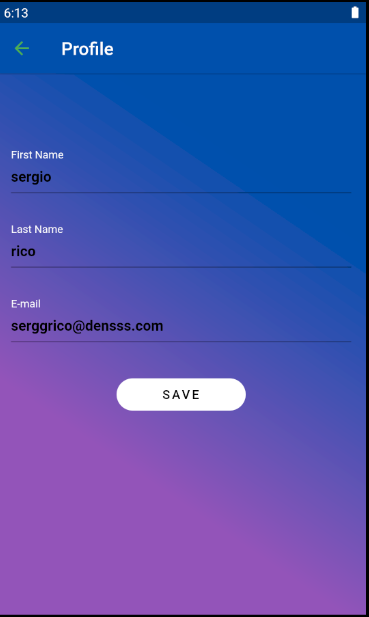 6:13
Profile
First Name
sergio
Last Name
rico
E-mail
serggrico@densss.com
SAVE